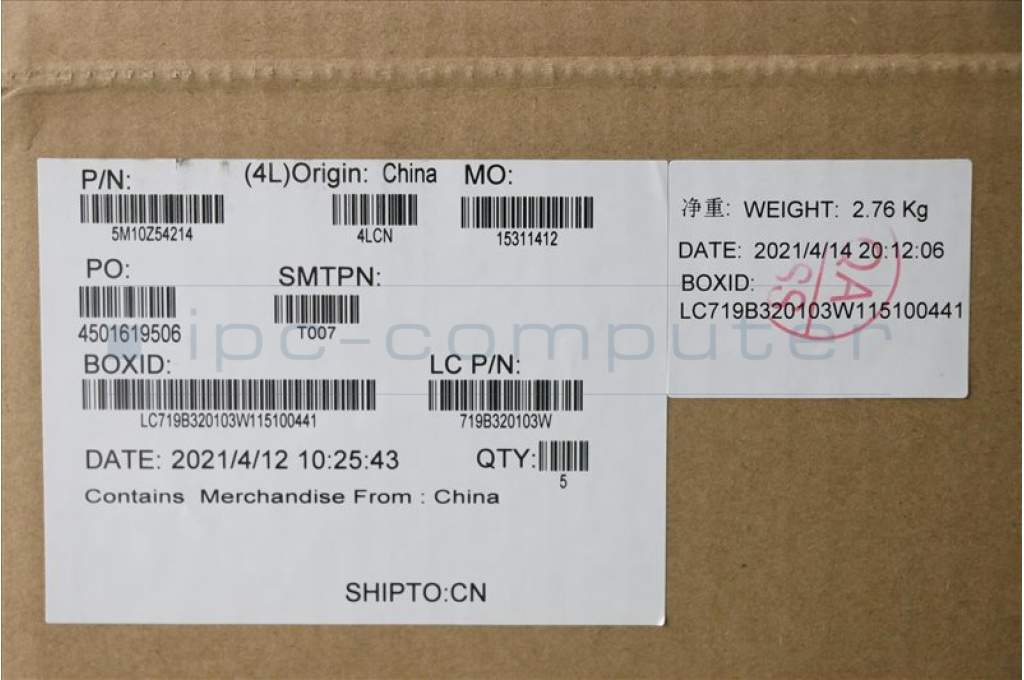 P/N:
5M10Z54214
(4L)Origin: China
4LCN
MO:
15311412
PO:
4501619506
SMTPN:
T007
BOXID:
LC719B320103W115100441
LC P/N:
719B320103W
DATE: 2021/4/12 10:25:43
QTY:
5
Contains Merchandise From : China
SHIPTO:CN
净重: WEIGHT: 2.76 Kg
DATE: 2021/4/14 20:12:06
BOXID:
LC719B320103W115100441
QA
ipc-computer